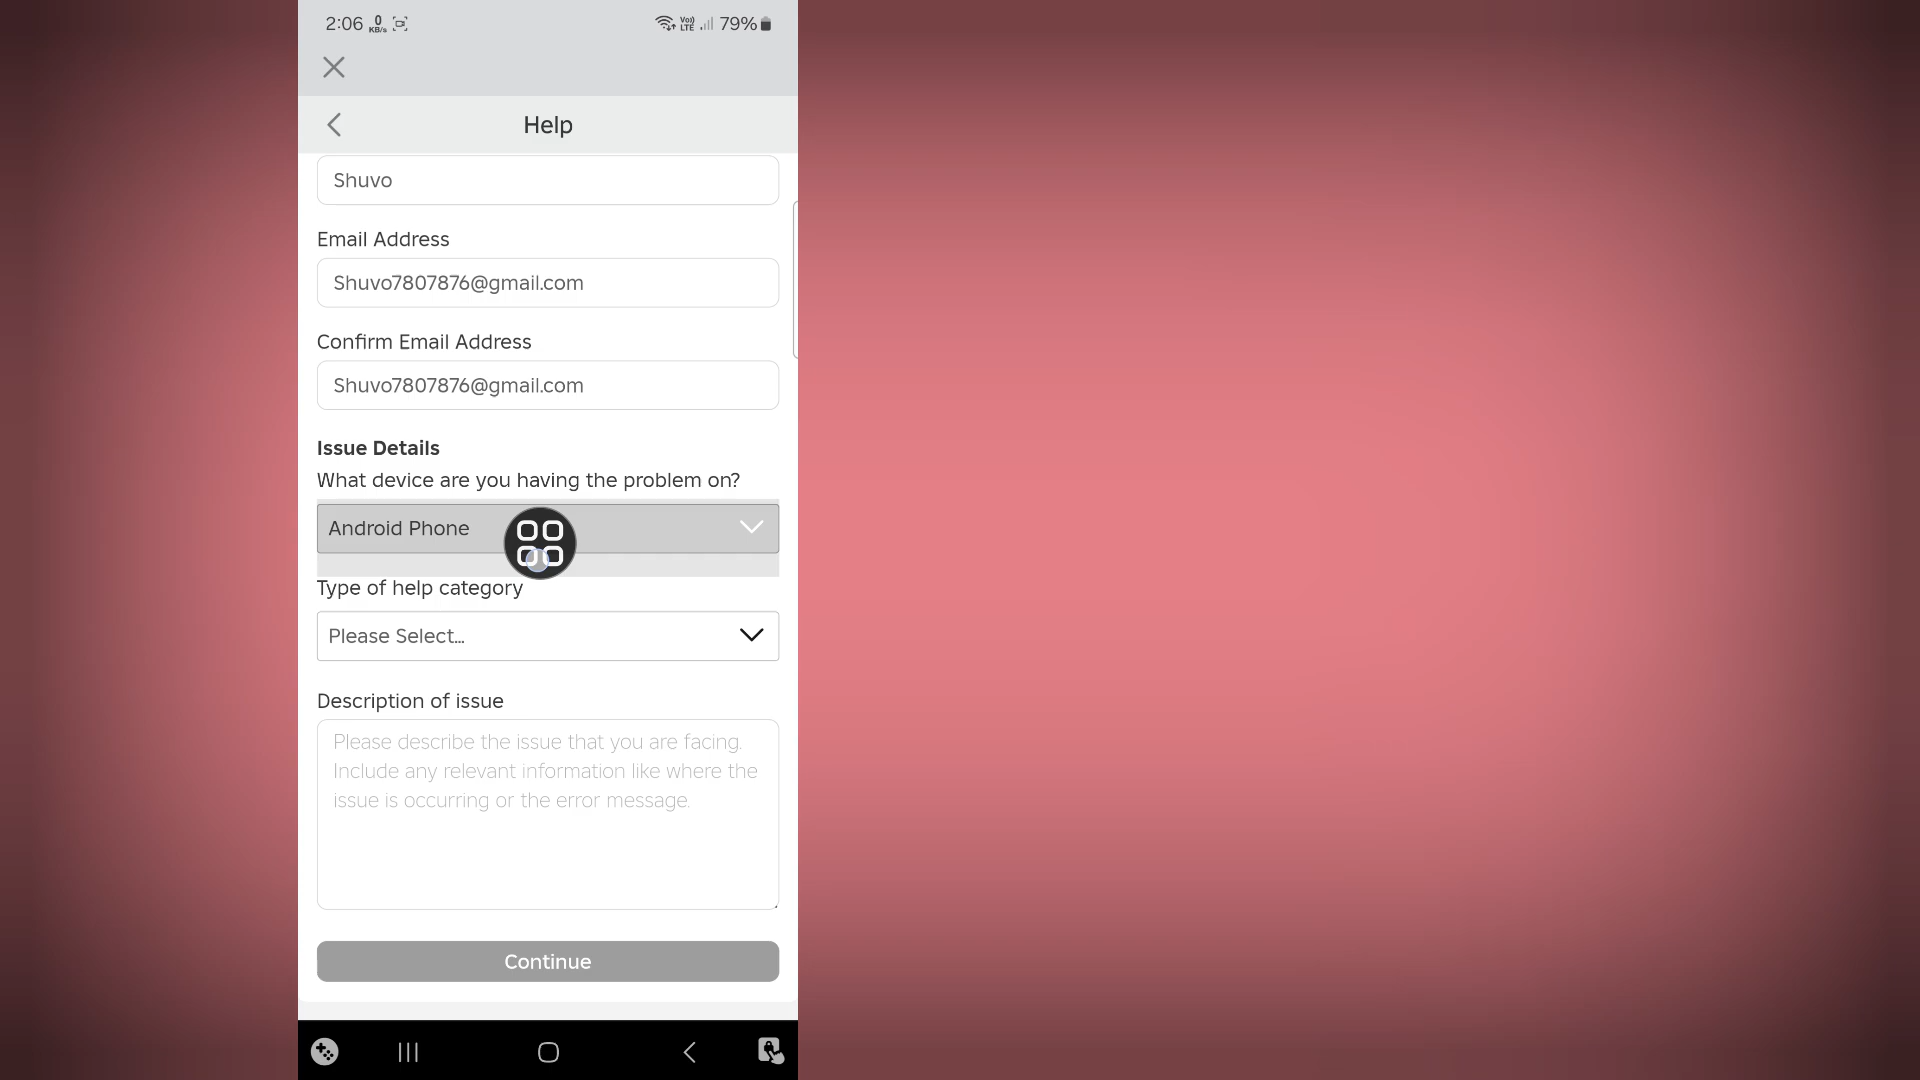 2:06 0 KB/s Vo)) LTE 79%
Help
Shuvo
Email Address
Shuvo7807876@gmail.com
Confirm Email Address
Shuvo7807876@gmail.com
Issue Details
What device are you having the problem on?
Android Phone
Type of help category
Please Select...
Description of issue
Please describe the issue that you are facing.
Include any relevant information like where the
issue is occurring or the error message.
Continue